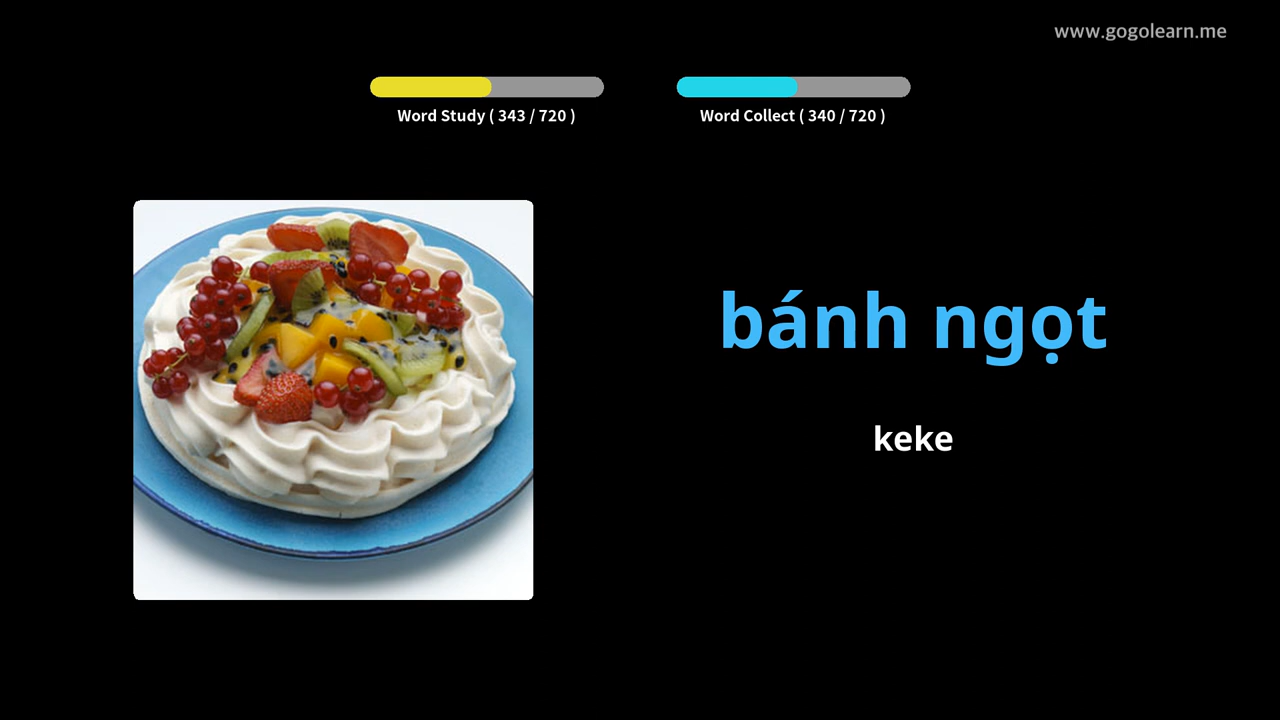 www.gogolearn.me
Word Study ( 343 / 720 )
Word Collect ( 340 / 720 )
bánh ngọt
keke